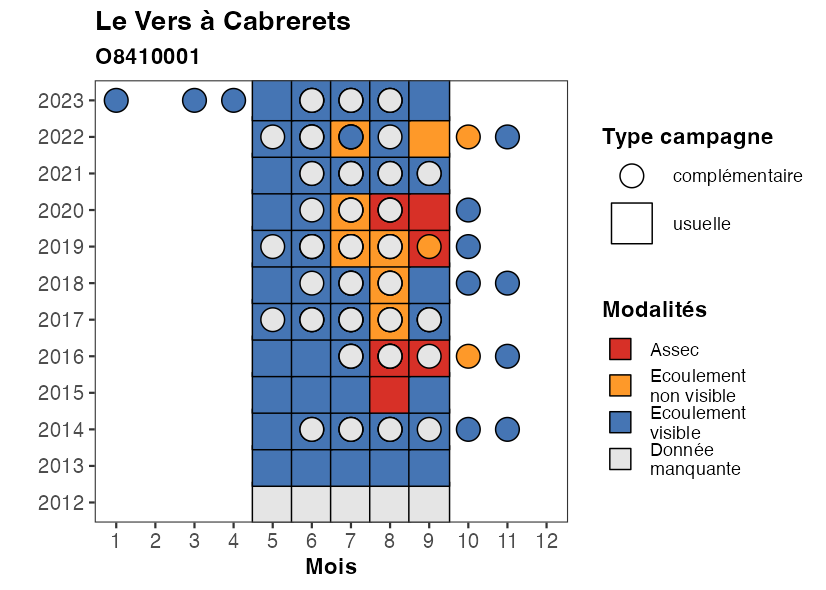 Le Vers à Cabrerets
O8410001
2023
2022
2021
2020
2019
2018
2017
2016
2015
2014
2013
2012
1 2 3 4 5 6 7 8 9 10 11 12
Mois
Type campagne
complémentaire
usuelle
Modalités
Assec
Ecoulement
non visible
Ecoulement
visible
Donnée
manquante